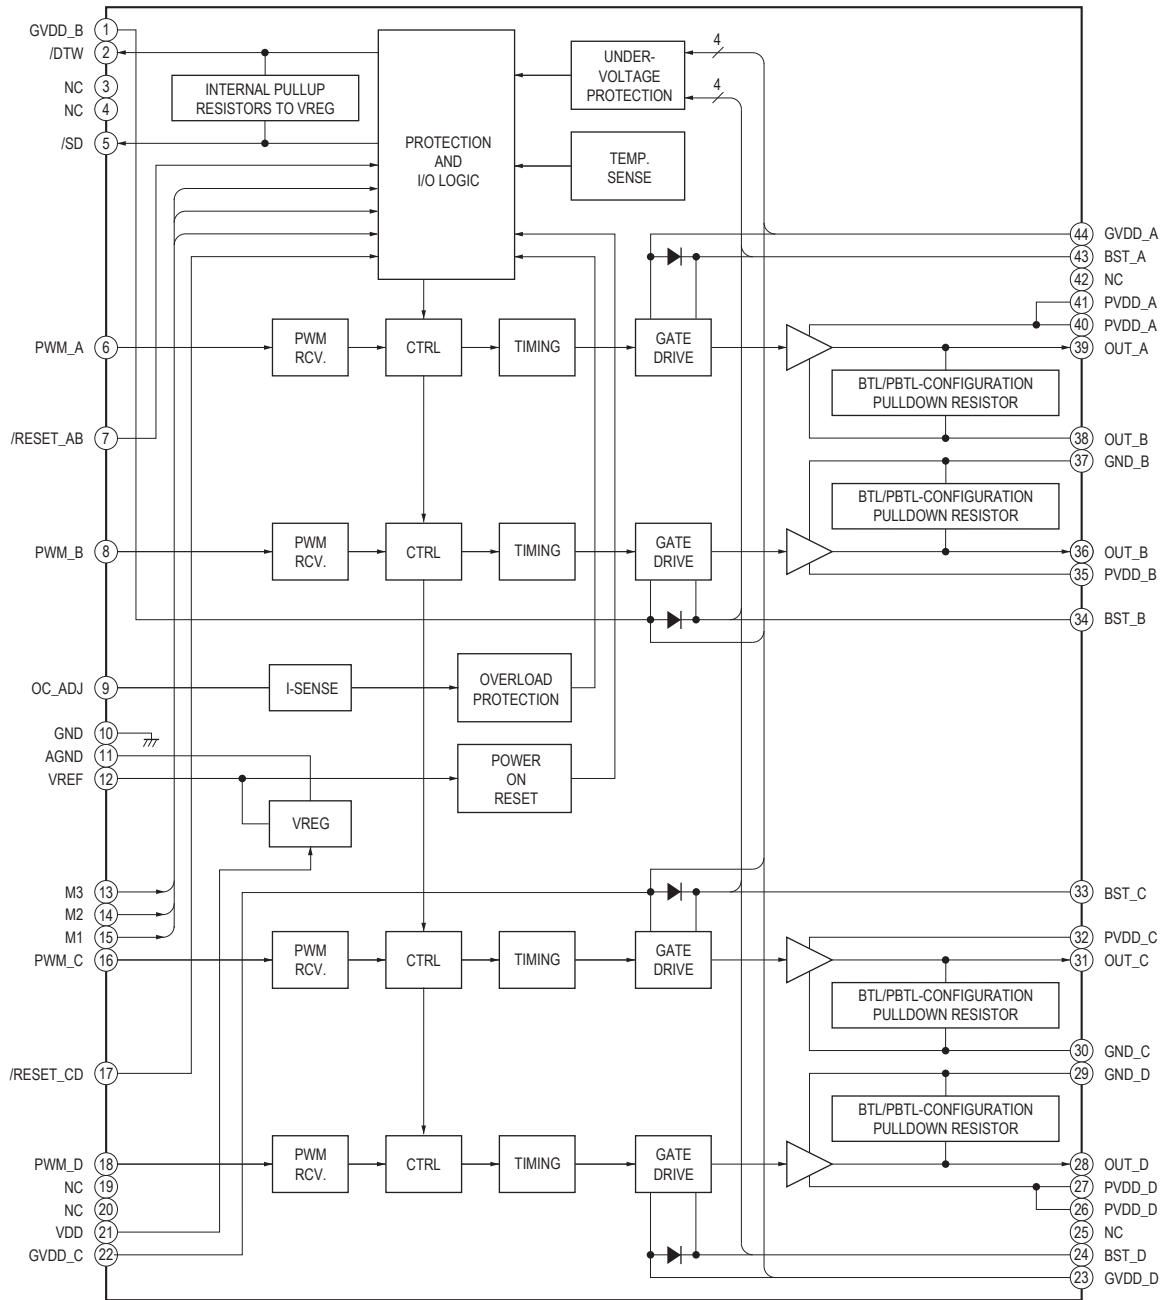 GVDD_B 1
/DTW 2
NC 3
NC 4
/SD 5
INTERNAL PULLUP
RESISTORS TO VREG
PROTECTION
AND
I/O LOGIC
UNDER-
VOLTAGE
PROTECTION
4
4
TEMP.
SENSE
44 GVDD_A
43 BST_A
42 NC
41 PVDD_A
40 PVDD_A
PWM_A 6
PWM
RCV.
CTRL
TIMING
GATE
DRIVE
39 OUT_A
BTL/PBTL-CONFIGURATION
PULLDOWN RESISTOR
/RESET_AB 7
38 OUT_B
37 GND_B
BTL/PBTL-CONFIGURATION
PULLDOWN RESISTOR
PWM_B 8
PWM
RCV.
CTRL
TIMING
GATE
DRIVE
36 OUT_B
35 PVDD_B
34 BST_B
OC_ADJ 9
I-SENSE
OVERLOAD
PROTECTION
GND 10
AGND 11
VREF 12
POWER
ON
RESET
VREG
M3 13
M2 14
M1 15
33 BST_C
32 PVDD_C
PWM_C 16
PWM
RCV.
CTRL
TIMING
GATE
DRIVE
31 OUT_C
BTL/PBTL-CONFIGURATION
PULLDOWN RESISTOR
30 GND_C
/RESET_CD 17
29 GND_D
BTL/PBTL-CONFIGURATION
PULLDOWN RESISTOR
PWM_D 18
PWM
RCV.
CTRL
TIMING
GATE
DRIVE
28 OUT_D
NC 19
27 PVDD_D
NC 20
26 PVDD_D
VDD 21
25 NC
GVDD_C 22
24 BST_D
23 GVDD_D